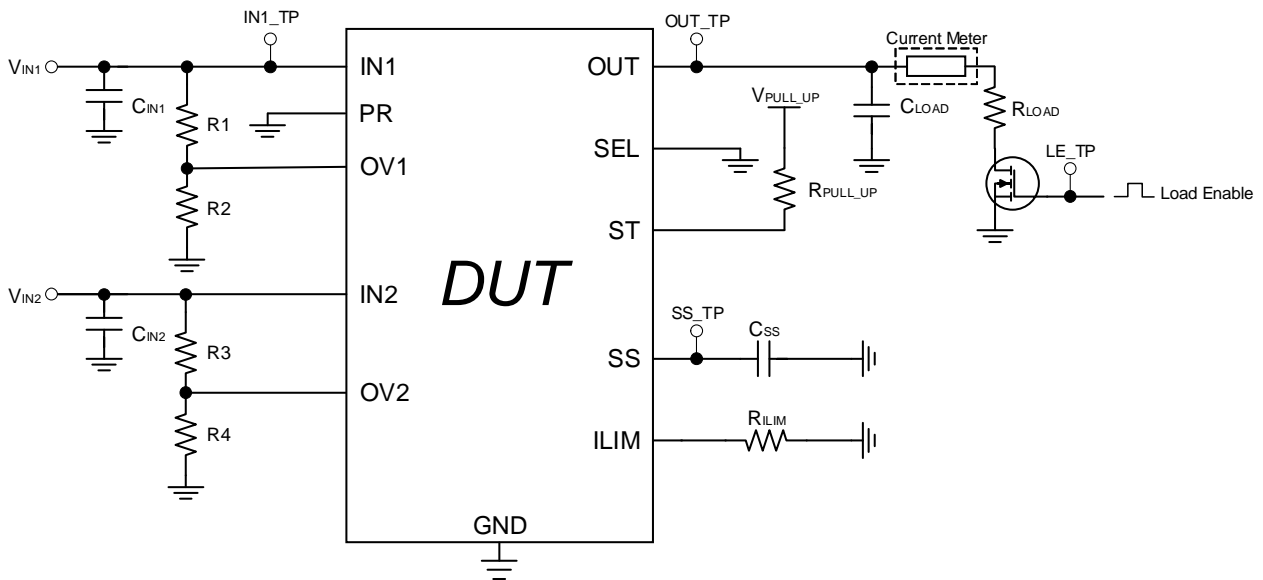 IN1_TP
OUT_TP
Current Meter
VIN1
IN1
OUT
CIN1
R1
PR
VPULL_UP
CLOAD
RLOAD
SEL
LE_TP
OV1
RPULL_UP
Load Enable
R2
ST
DUT
VIN2
IN2
SS_TP
CSS
CIN2
R3
SS
OV2
RILIM
R4
ILIM
GND